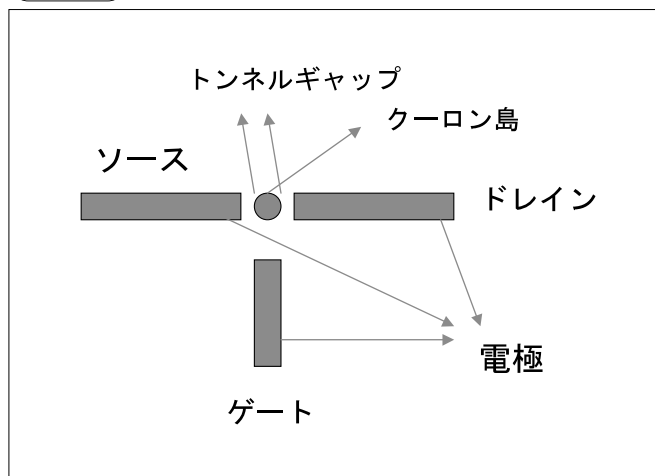 トンネルギャップ
クーロン島
ソース
ドレイン
電極
ゲート